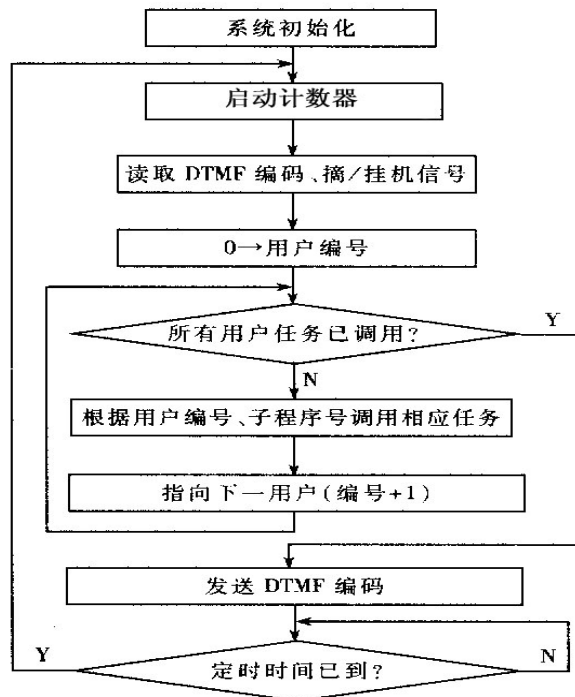 系统初始化
启动计数器
读取 DTMF 编码、摘/挂机信号
0→用户编号
所有用户任务已调用?
Y
N
根据用户编号、子程序号调用相应任务
指向下一用户(编号+1)
发送 DTMF 编码
Y
定时时间已到?
N